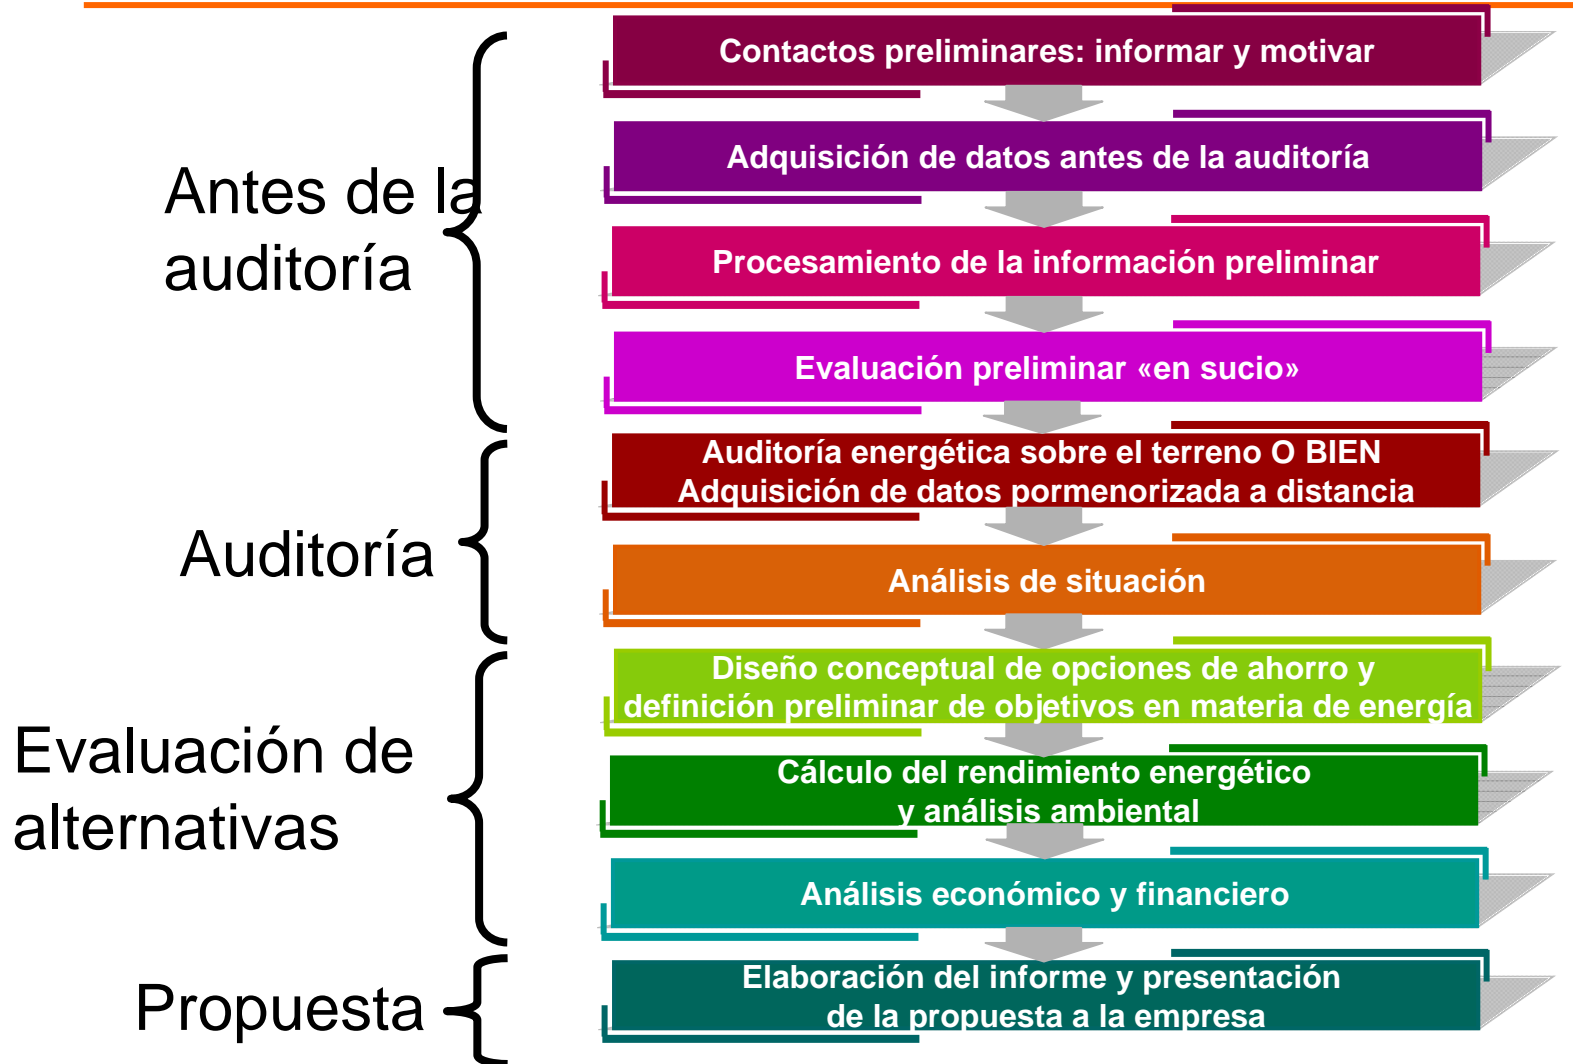 Contactos preliminares: informar y motivar
Adquisición de datos antes de la auditoría
Antes de la
auditoría
Procesamiento de la información preliminar
Evaluación preliminar «en sucio»
Auditoría energética sobre el terreno O BIEN
Adquisición de datos pormenorizada a distancia
Auditoría
Análisis de situación
Diseño conceptual de opciones de ahorro y
definición preliminar de objetivos en materia de energía
Evaluación de
alternativas
Cálculo del rendimiento energético
y análisis ambiental
Análisis económico y financiero
Propuesta
Elaboración del informe y presentación
de la propuesta a la empresa